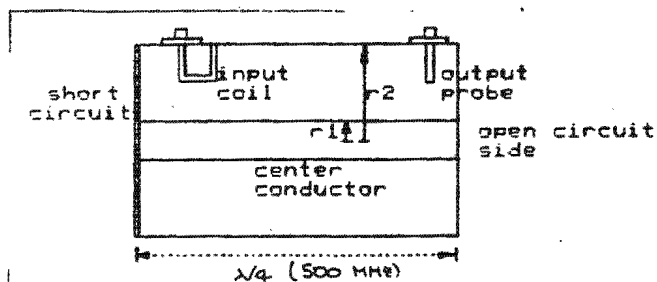 short
circuit
input
coil
r2
output
probe
r1
open circuit
side
center
conductor
λ/4 (500 MHz)